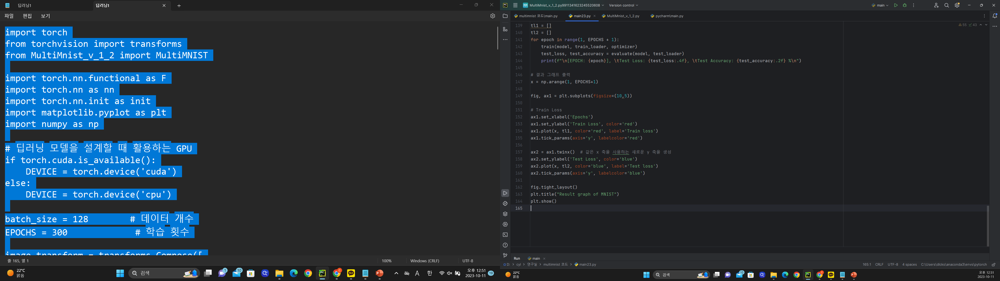 딥러닝1
딥러닝1
파일 편집 보기
import torch
from torchvision import transforms
from MultiMnist_v_1_2 import MultiMNIST
import torch.nn.functional as F
import torch.nn as nn
import torch.nn.init as init
import matplotlib.pyplot as plt
import numpy as np
# 딥러닝 모델을 설계할 때 활용하는 GPU
if torch.cuda.is_available():
    DEVICE = torch.device('cuda')
else:
    DEVICE = torch.device('cpu')
batch_size = 128        # 데이터 개수
EPOCHS = 300             # 학습 횟수
image_transform = transforms.Compose([
줄 165, 열 1
100%
Windows (CRLF)
UTF-8
22°C
맑음
검색
1
10
한
오후 12:51
2023-10-11
19
PC
MM
MultiMnist_v_1_2.py9911341623245520608
Version control
main
multimnist 코드\main.py
main23.py
MultiMnist_v_1_2.py
pycharm\main.py
55
43
139 tl1 = []
140 tl2 = []
141 for epoch in range(1, EPOCHS + 1):
142     train(model, train_loader, optimizer)
143     test_loss, test_accuracy = evaluate(model, test_loader)
144     print(f"\n[EPOCH: {epoch}], \tTest Loss: {test_loss:.4f}, \tTest Accuracy: {test_accuracy:.2f} %\n")
145
146 # 결과 그래프 출력
147 x = np.arange(1, EPOCHS+1)
148
149 fig, ax1 = plt.subplots(figsize=(10,5))
150
151 # Train Loss
152 ax1.set_xlabel('Epochs')
153 ax1.set_ylabel('Train Loss', color='red')
154 ax1.plot(x, tl1, color='red', label='Train loss')
155 ax1.tick_params(axis='y', labelcolor='red')
156
157 ax2 = ax1.twinx()  # 같은 x 축을 사용하는 새로운 y 축을 생성
158 ax2.set_ylabel('Test Loss', color='blue')
159 ax2.plot(x, tl2, color='blue', label='Test loss')
160 ax2.tick_params(axis='y', labelcolor='blue')
161
162 fig.tight_layout()
163 plt.title("Result graph of MNIST")
164 plt.show()
165
Run
main
D: > cyl > 연구실 > multimnist 코드 > main23.py
165:1
CRLF
UTF-8
4 spaces
C:\Users\dlcks\anaconda3\envs\pytorch
22°C
맑음
검색
10
오후 12:51
2023-10-11